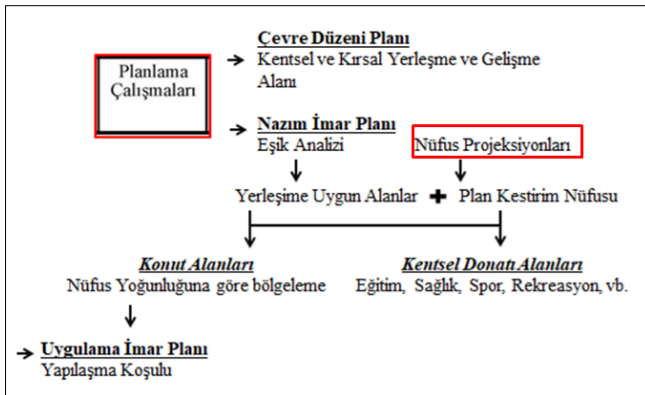 Çevre Düzeni Planı
Kentsel ve Kırsal Yerleşme ve Gelişme
Alanı
Planlama
Çalışmaları
Nazım İmar Planı
Eşik Analizi
Nüfus Projeksiyonları
Yerleşime Uygun Alanlar + Plan Kestirim Nüfusu
Konut Alanları
Nüfus Yoğunluğuna göre bölgeleme
Kentsel Donatı Alanları
Eğitim, Sağlık, Spor, Rekreasyon, vb.
Uygulama İmar Planı
Yapılaşma Koşulu